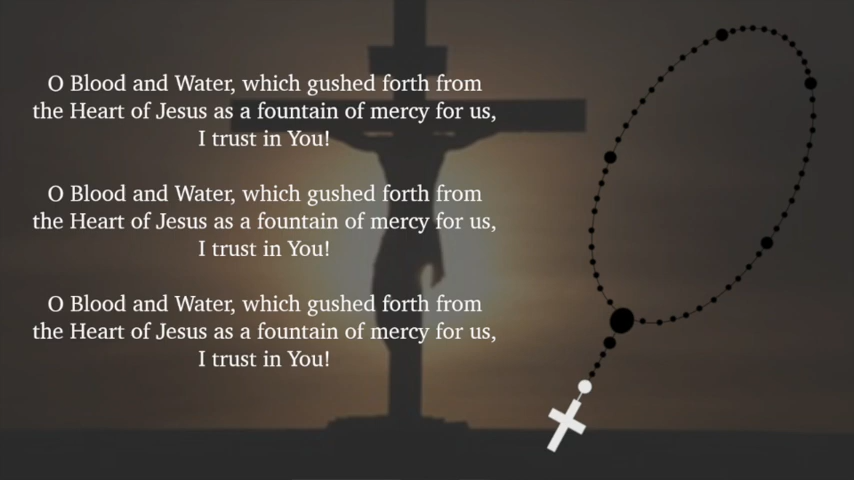 O Blood and Water, which gushed forth from
the Heart of Jesus as a fountain of mercy for us,
I trust in You!
O Blood and Water, which gushed forth from
the Heart of Jesus as a fountain of mercy for us,
I trust in You!
O Blood and Water, which gushed forth from
the Heart of Jesus as a fountain of mercy for us,
I trust in You!